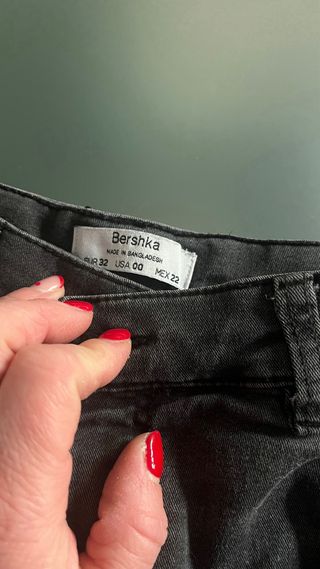 Bershka
MADE IN BANGLADESH
EUR 32 USA 00 MEX 22